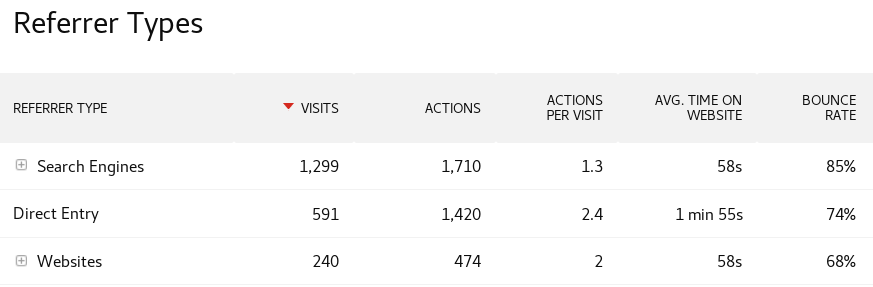 Referrer Types
REFERRER TYPE VISITS ACTIONS ACTIONS PER VISIT AVG. TIME ON WEBSITE BOUNCE RATE
Search Engines 1,299 1,710 1.3 58s 85%
Direct Entry 591 1,420 2.4 1 min 55s 74%
Websites 240 474 2 58s 68%